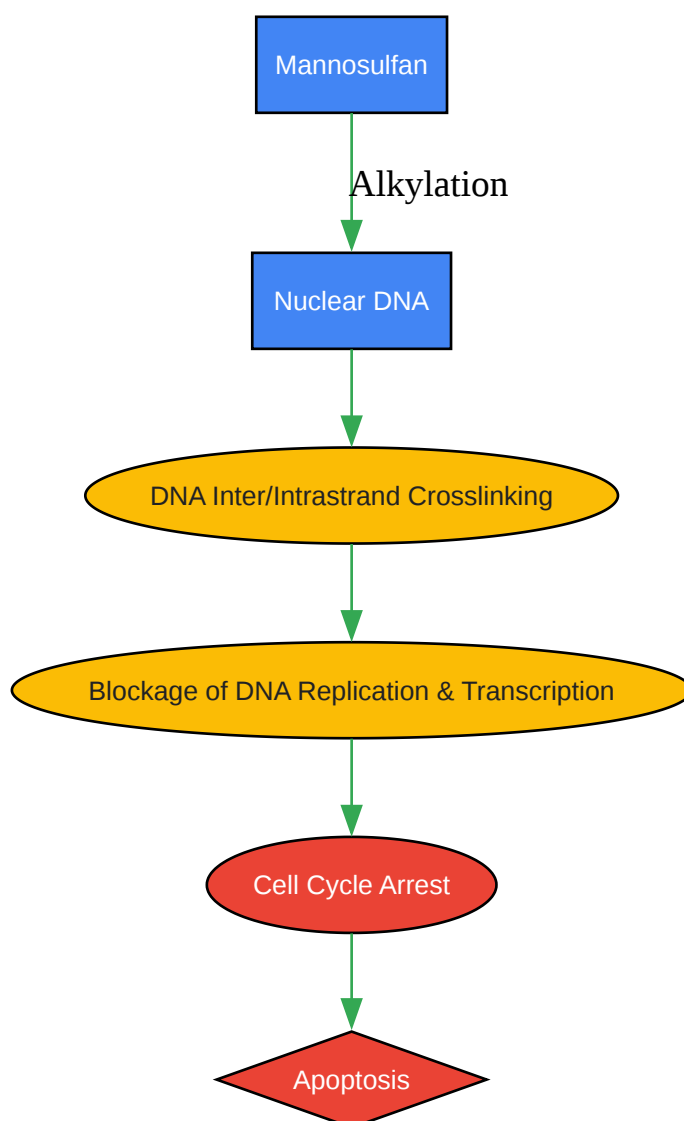 Mannosulfan
Alkylation
Nuclear DNA
DNA Inter/Intrastrand Crosslinking
Blockage of DNA Replication & Transcription
Cell Cycle Arrest
Apoptosis